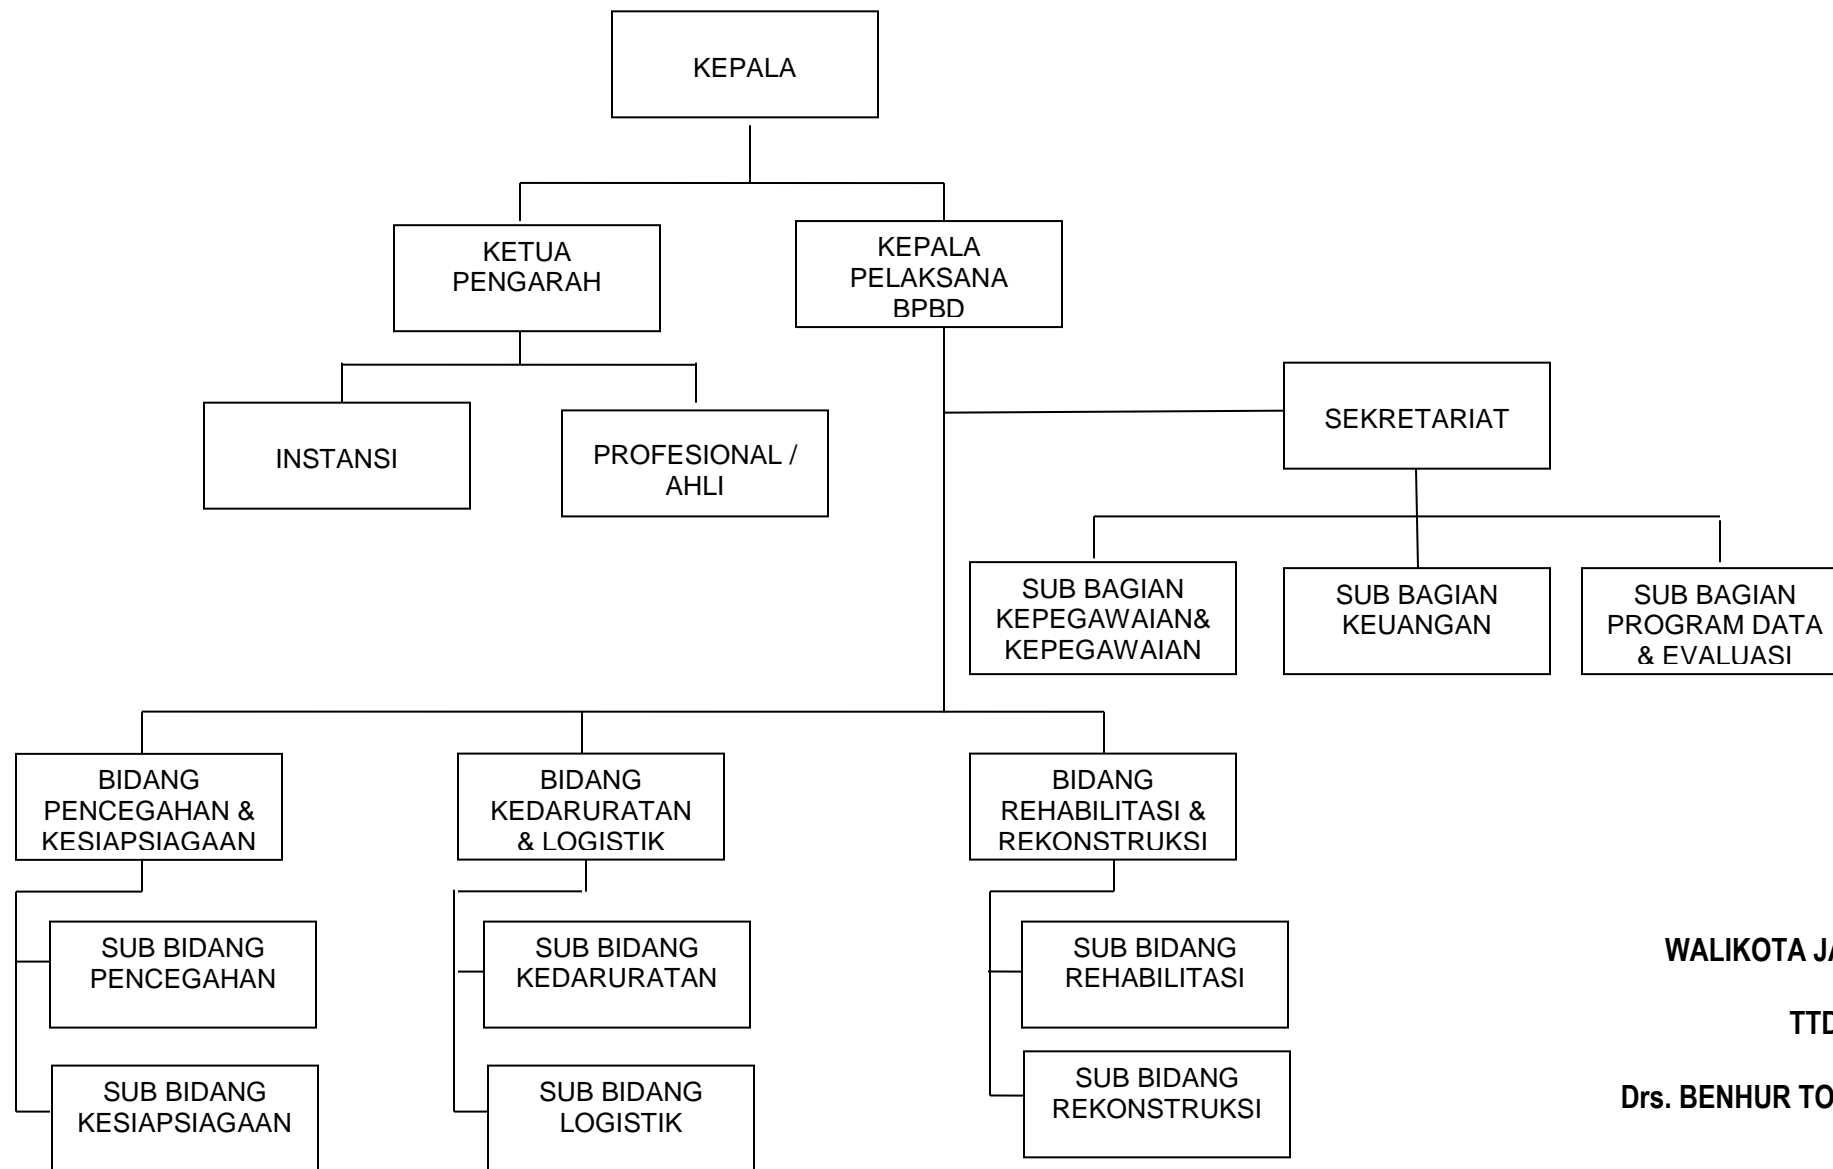 KEPALA
KETUA
PENGARAH
KEPALA
PELAKSANA
BPBD
INSTANSI
PROFESIONAL /
AHLI
SEKRETARIAT
SUB BAGIAN
KEPEGAWAIAN&
KEPEGAWAIAN
SUB BAGIAN
KEUANGAN
SUB BAGIAN
PROGRAM DATA
& EVALUASI
BIDANG
PENCEGAHAN &
KESIAPSIAGAAN
BIDANG
KEDARURATAN
& LOGISTIK
BIDANG
REHABILITASI &
REKONSTRUKSI
SUB BIDANG
PENCEGAHAN
SUB BIDANG
KEDARURATAN
SUB BIDANG
REHABILITASI
SUB BIDANG
KESIAPSIAGAAN
SUB BIDANG
LOGISTIK
SUB BIDANG
REKONSTRUKSI
WALIKOTA
TTD
Drs. BENHUR